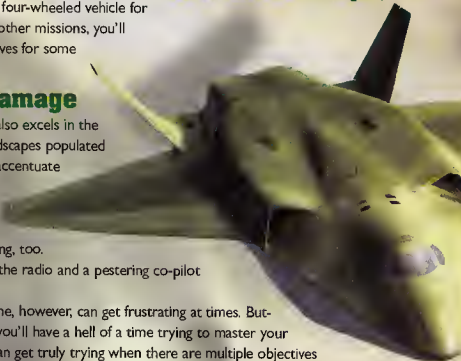 four-wheeled vehicle for
other missions, you'll
ves for some
amage
also excels in the
dscapes populated
accentuate
ng, too.
the radio and a pestering co-pilot
ne, however, can get frustrating at times. But-
you'll have a hell of a time trying to master your
an get truly trying when there are multiple objectives